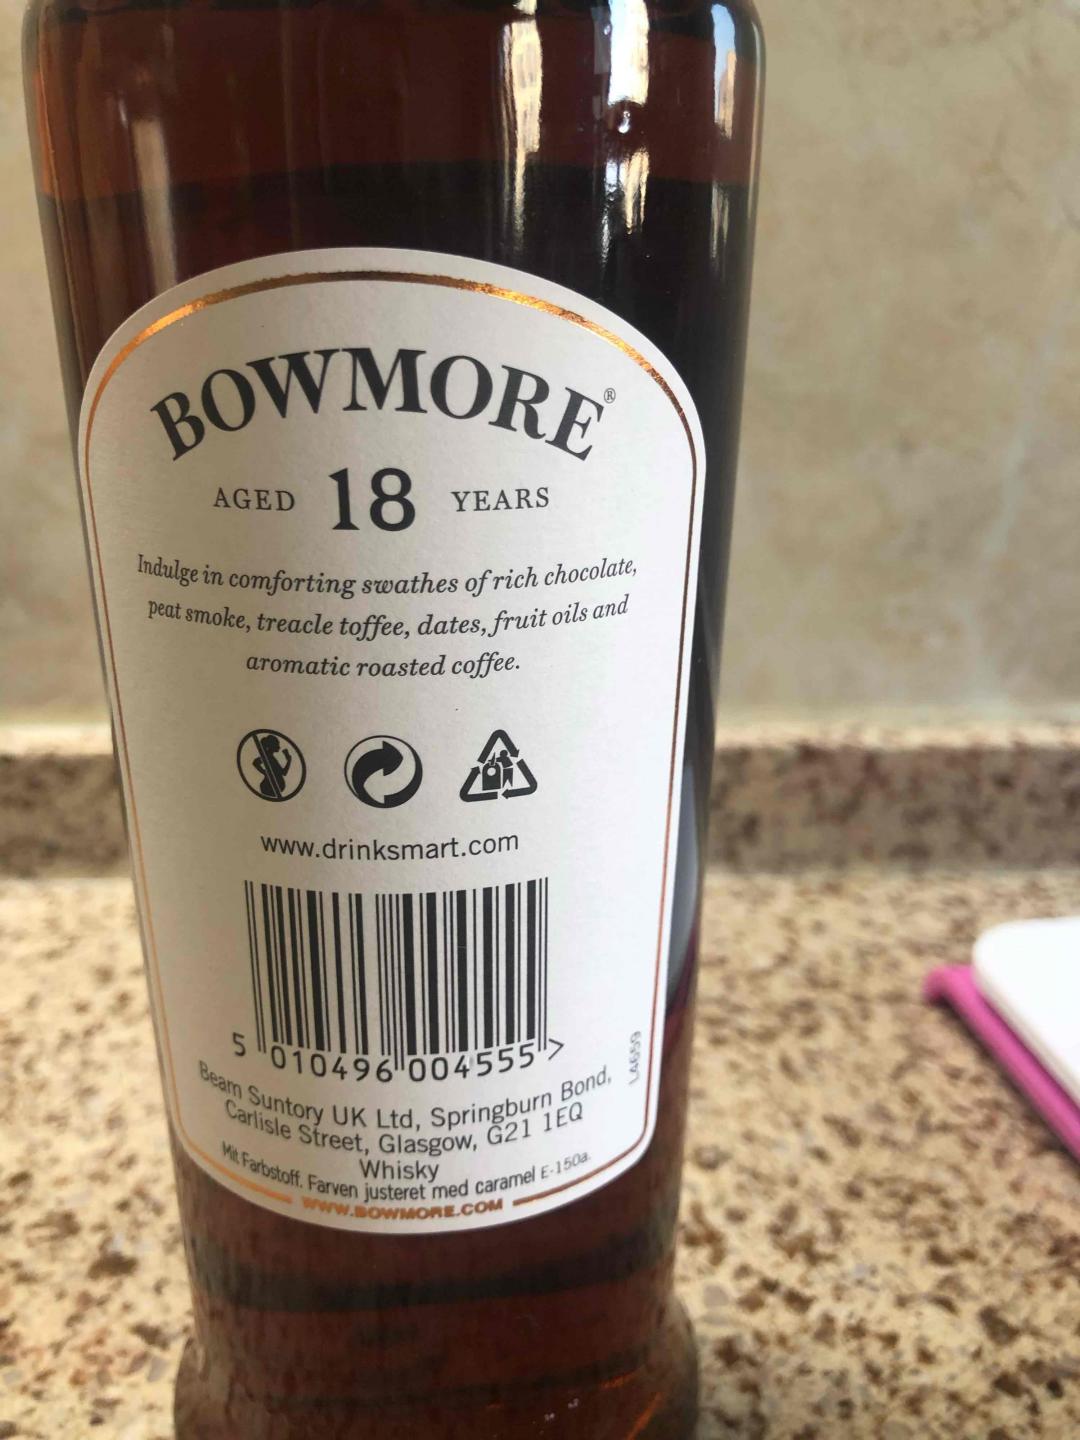 BOWMORE®
AGED 18 YEARS
Indulge in comforting swathes of rich chocolate,
peat smoke, treacle toffee, dates, fruit oils and
aromatic roasted coffee.
www.drinksmart.com
5 010496 004555 >
L4659
Beam Suntory UK Ltd, Springburn Bond,
Carlisle Street, Glasgow, G21 1EQ
Whisky
Mit Farbstoff. Farven justeret med caramel E-150a.
WWW.BOWMORE.COM